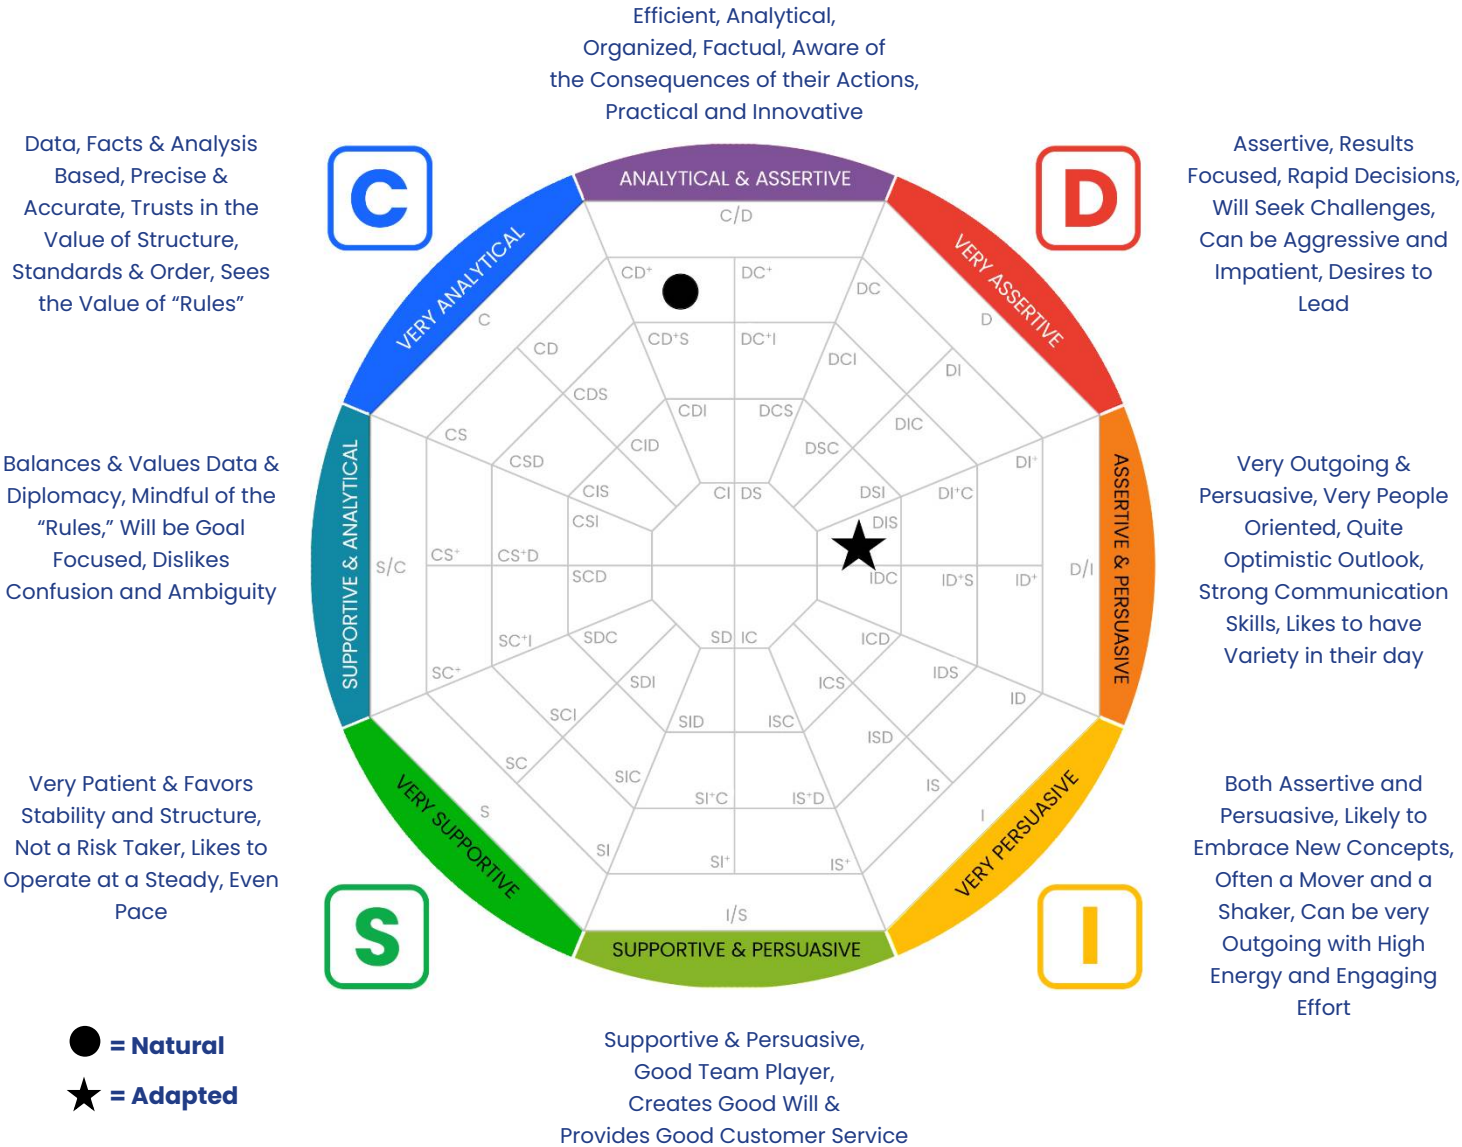 Efficient, Analytical,
Organized, Factual, Aware of
the Consequences of their Actions,
Practical and Innovative
Data, Facts & Analysis
Based, Precise &
Accurate, Trusts in the
Value of Structure,
Standards & Order, Sees
the Value of “Rules”
C
ANALYTICAL & ASSERTIVE
D
Assertive, Results
Focused, Rapid Decisions,
Will Seek Challenges,
Can be Aggressive and
Impatient, Desires to
Lead
VERY ANALYTICAL
VERY ASSERTIVE
C/D
CD+
DC+
DC
C
D
CD
CD+S
DC+I
DCI
DI
CDS
CDI
DCS
DIC
CS
CID
DSC
CSD
DI+
CIS
CI
DS
DSI
DI+C
CSI
DIS
Balances & Values Data &
Diplomacy, Mindful of the
“Rules,” Will be Goal
Focused, Dislikes
Confusion and Ambiguity
SUPPORTIVE & ANALYTICAL
ASSERTIVE & PERSUASIVE
Very Outgoing &
Persuasive, Very People
Oriented, Quite
Optimistic Outlook,
Strong Communication
Skills, Likes to have
Variety in their day
S/C
CS+
CS+D
SCD
IDC
ID+S
ID+
D/I
SC+I
SDC
SD
IC
ICD
SC+
SDI
ICS
IDS
ID
SCI
SID
ISC
ISD
SC
SIC
IS
S
SI+C
IS+D
I
SI
SI+
IS+
I/S
VERY SUPPORTIVE
VERY PERSUASIVE
Very Patient & Favors
Stability and Structure,
Not a Risk Taker, Likes to
Operate at a Steady, Even
Pace
S
SUPPORTIVE & PERSUASIVE
I
Both Assertive and
Persuasive, Likely to
Embrace New Concepts,
Often a Mover and a
Shaker, Can be very
Outgoing with High
Energy and Engaging
Effort
= Natural
= Adapted
Supportive & Persuasive,
Good Team Player,
Creates Good Will &
Provides Good Customer Service